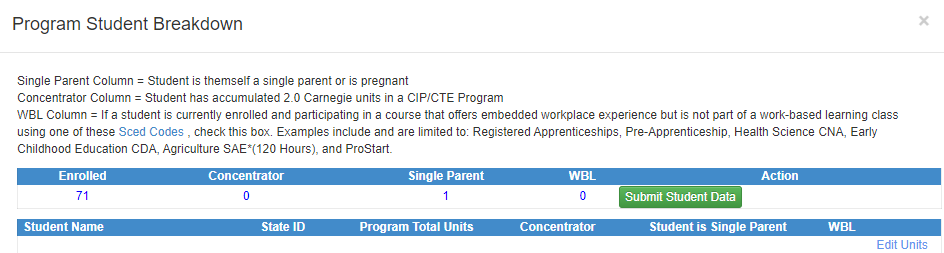 Program Student Breakdown ×
Single Parent Column = Student is themself a single parent or is pregnant
Concentrator Column = Student has accumulated 2.0 Carnegie units in a CIP/CTE Program
WBL Column = If a student is currently enrolled and participating in a course that offers embedded workplace experience but is not part of a work-based learning class
using one of these Sced Codes , check this box. Examples include and are limited to: Registered Apprenticeships, Pre-Apprenticeship, Health Science CNA, Early
Childhood Education CDA, Agriculture SAE*(120 Hours), and ProStart.
Enrolled Concentrator Single Parent WBL Action
71 0 1 0 Submit Student Data
Student Name State ID Program Total Units Concentrator Student is Single Parent WBL
Edit Units